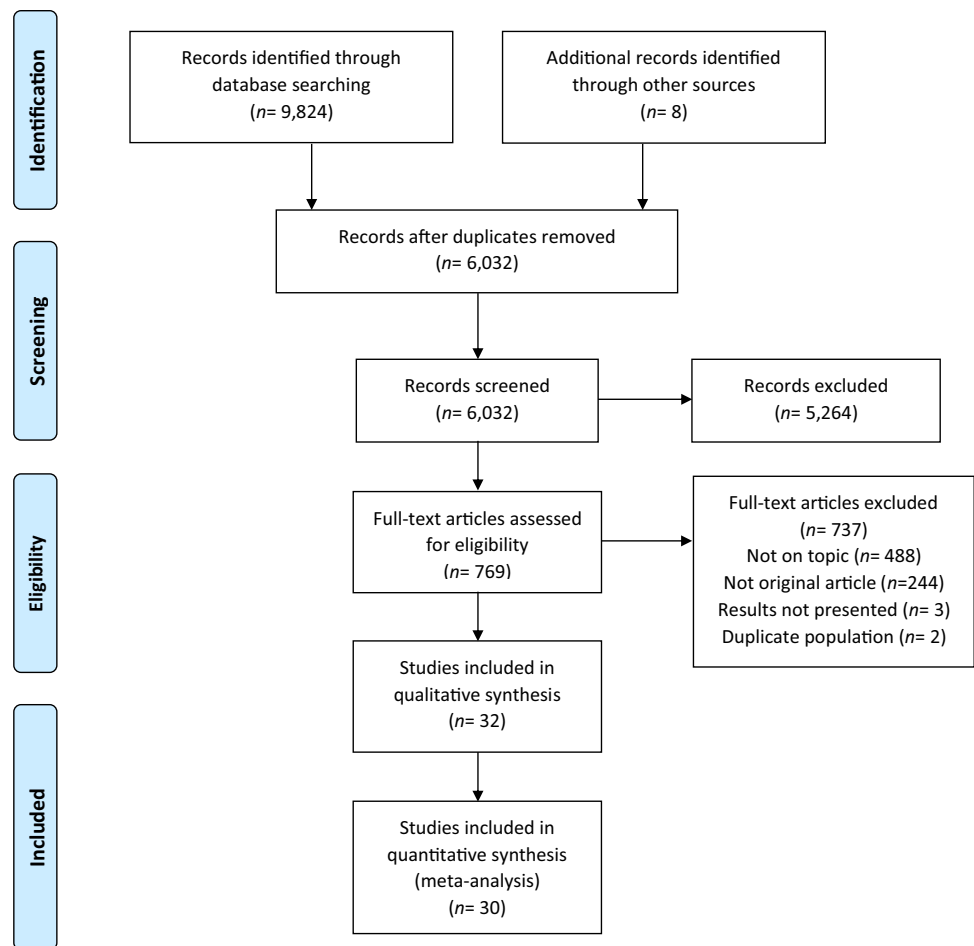 Identification
Records identified through
database searching
(n= 9,824)
Additional records identified
through other sources
(n= 8)
Records after duplicates removed
(n= 6,032)
Screening
Records screened
(n= 6,032)
Records excluded
(n= 5,264)
Eligibility
Full-text articles assessed
for eligibility
(n= 769)
Full-text articles excluded
(n= 737)
Not on topic (n= 488)
Not original article (n=244)
Results not presented (n= 3)
Duplicate population (n= 2)
Studies included in
qualitative synthesis
(n= 32)
Included
Studies included in
quantitative synthesis
(meta-analysis)
(n= 30)